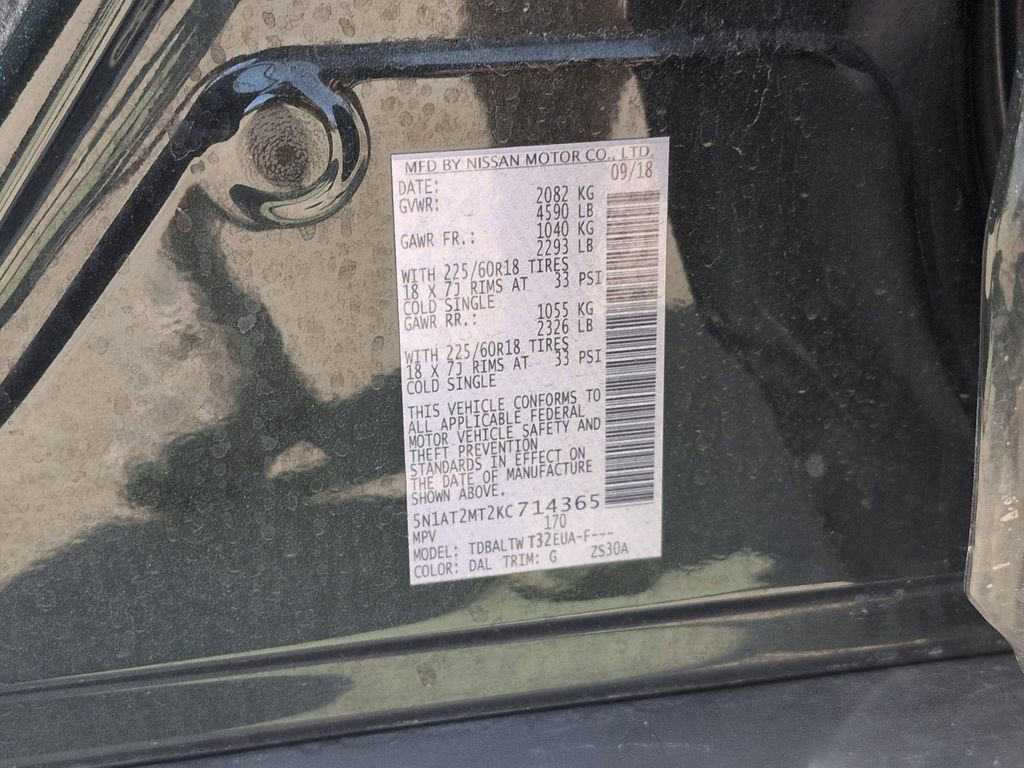 MFD BY NISSAN MOTOR CO., LTD.
DATE: 09/18
GVWR: 2082 KG
4590 LB
GAWR FR.: 1040 KG
2293 LB
WITH 225/60R18 TIRES
18 X 7J RIMS AT 33 PSI
COLD SINGLE
GAWR RR.: 1055 KG
2326 LB
WITH 225/60R18 TIRES
18 X 7J RIMS AT 33 PSI
COLD SINGLE
THIS VEHICLE CONFORMS TO
ALL APPLICABLE FEDERAL
MOTOR VEHICLE SAFETY AND
THEFT PREVENTION
STANDARDS IN EFFECT ON
THE DATE OF MANUFACTURE
SHOWN ABOVE.
5N1AT2MT2KC714365
MPV 170
MODEL: TDBALTW T32EUA-F---
COLOR: DAL TRIM: G ZS30A